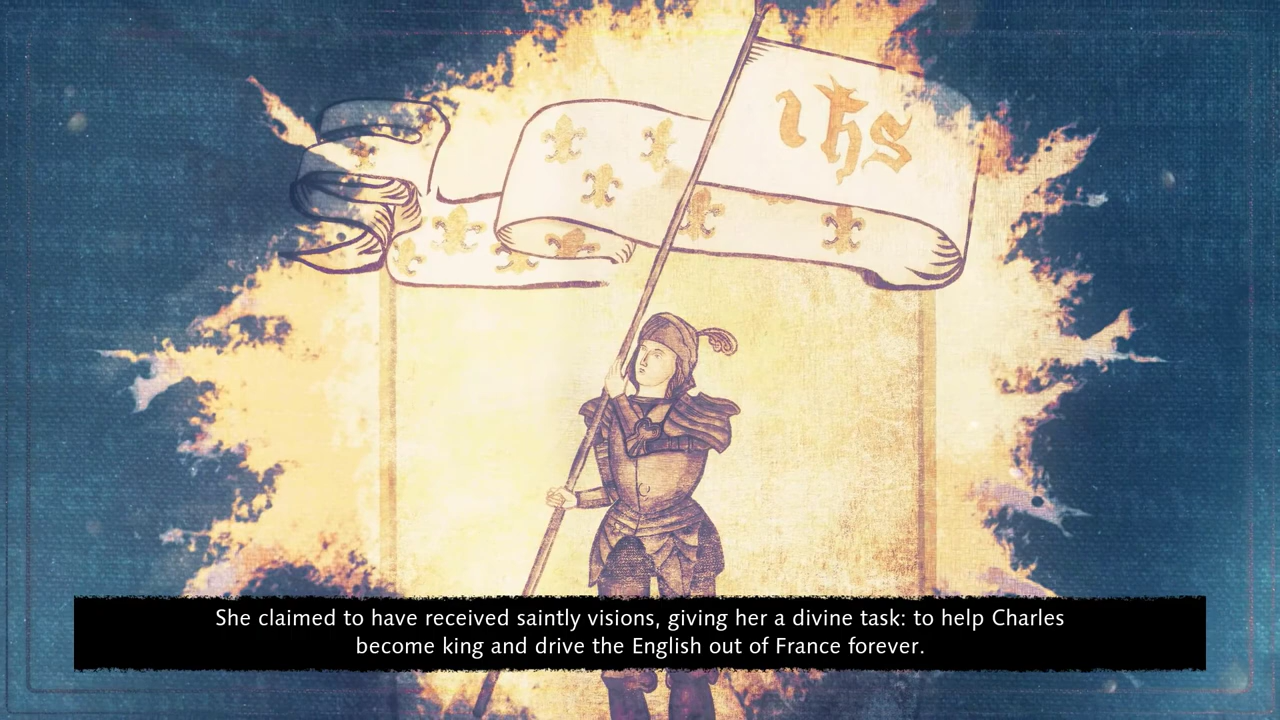 ihs
She claimed to have received saintly visions, giving her a divine task: to help Charles
become king and drive the English out of France forever.